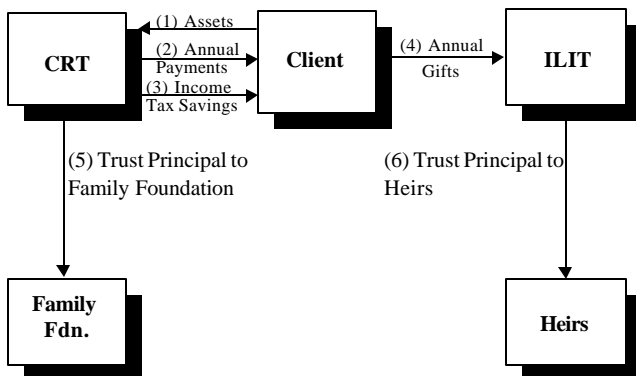 CRT
(1) Assets
(2) Annual
Payments
(3) Income
Tax Savings
Client
(4) Annual
Gifts
ILIT
(5) Trust Principal to
Family Foundation
(6) Trust Principal to
Heirs
Family
Fdn.
Heirs